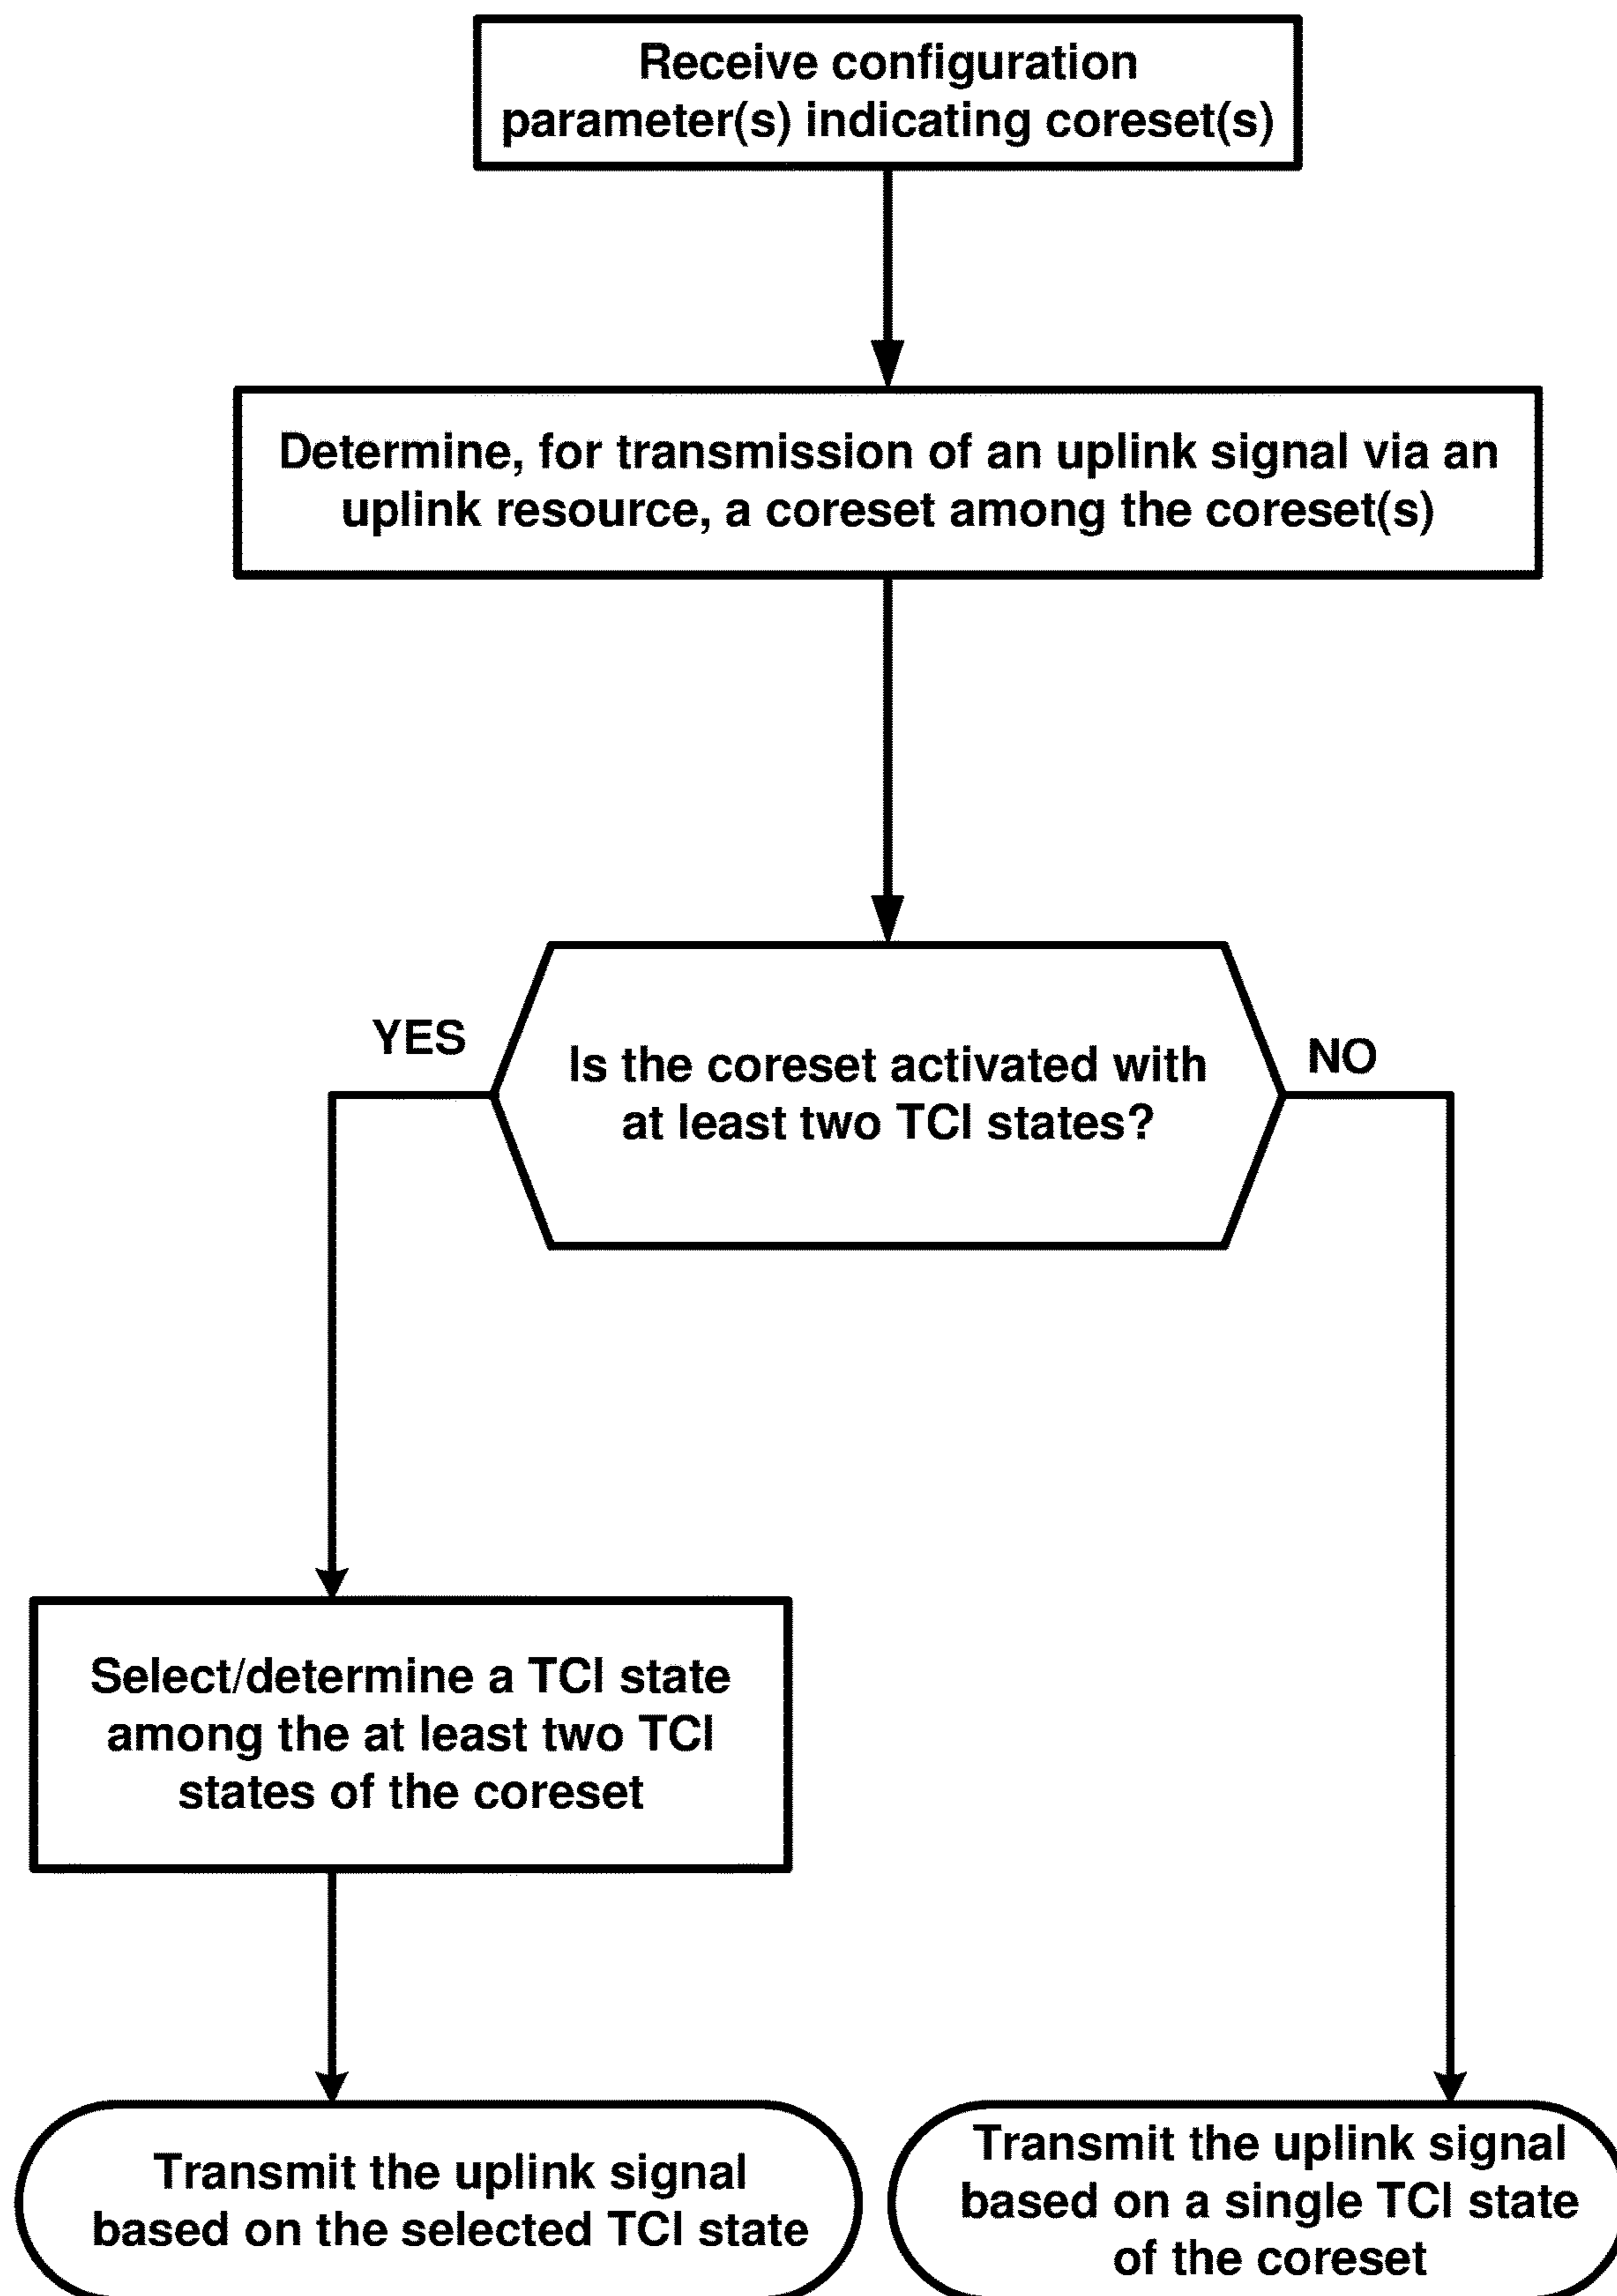 Receive configuration
parameter(s) indicating coreset(s)
Determine, for transmission of an uplink signal via an
uplink resource, a coreset among the coreset(s)
YES
Is the coreset activated with
at least two TCI states?
NO
Select/determine a TCI state
among the at least two TCI
states of the coreset
Transmit the uplink signal
based on the selected TCI state
Transmit the uplink signal
based on a single TCI state
of the coreset